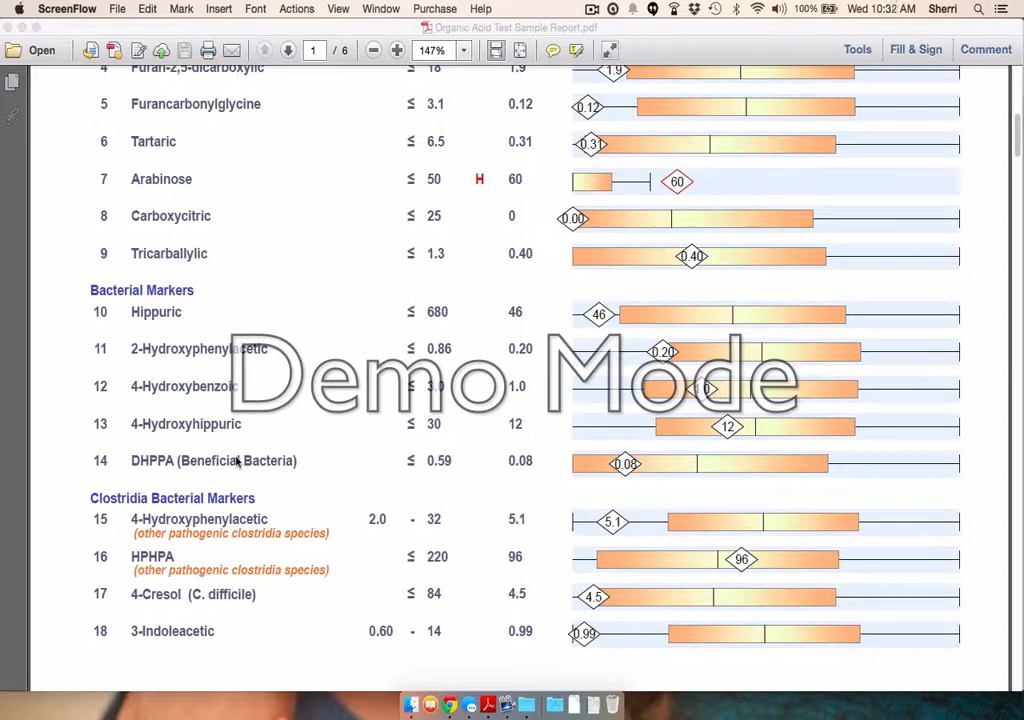 ScreenFlow File Edit Mark Insert Font Actions View Window Purchase Help 100% Wed 10:32 AM Sherri
Organic Acid Test Sample Report.pdf
Open 1 / 6 147% Tools Fill & Sign Comment
4 Furan-2,5-dicarboxylic ≤ 18 1.9 1.9
5 Furancarbonylglycine ≤ 3.1 0.12 0.12
6 Tartaric ≤ 6.5 0.31 0.31
7 Arabinose ≤ 50 H 60 60
8 Carboxycitric ≤ 25 0 0.00
9 Tricarballylic ≤ 1.3 0.40 0.40
Bacterial Markers
10 Hippuric ≤ 680 46 46
11 2-Hydroxyphenylacetic ≤ 0.86 0.20 0.20
12 4-Hydroxybenzoic ≤ 3.0 1.0 1.0
Demo Mode
13 4-Hydroxyhippuric ≤ 30 12 12
14 DHPPA (Beneficial Bacteria) ≤ 0.59 0.08 0.08
Clostridia Bacterial Markers
15 4-Hydroxyphenylacetic 2.0 - 32 5.1 5.1
(other pathogenic clostridia species)
16 HPHPA ≤ 220 96 96
(other pathogenic clostridia species)
17 4-Cresol (C. difficile) ≤ 84 4.5 4.5
18 3-Indoleacetic 0.60 - 14 0.99 0.99